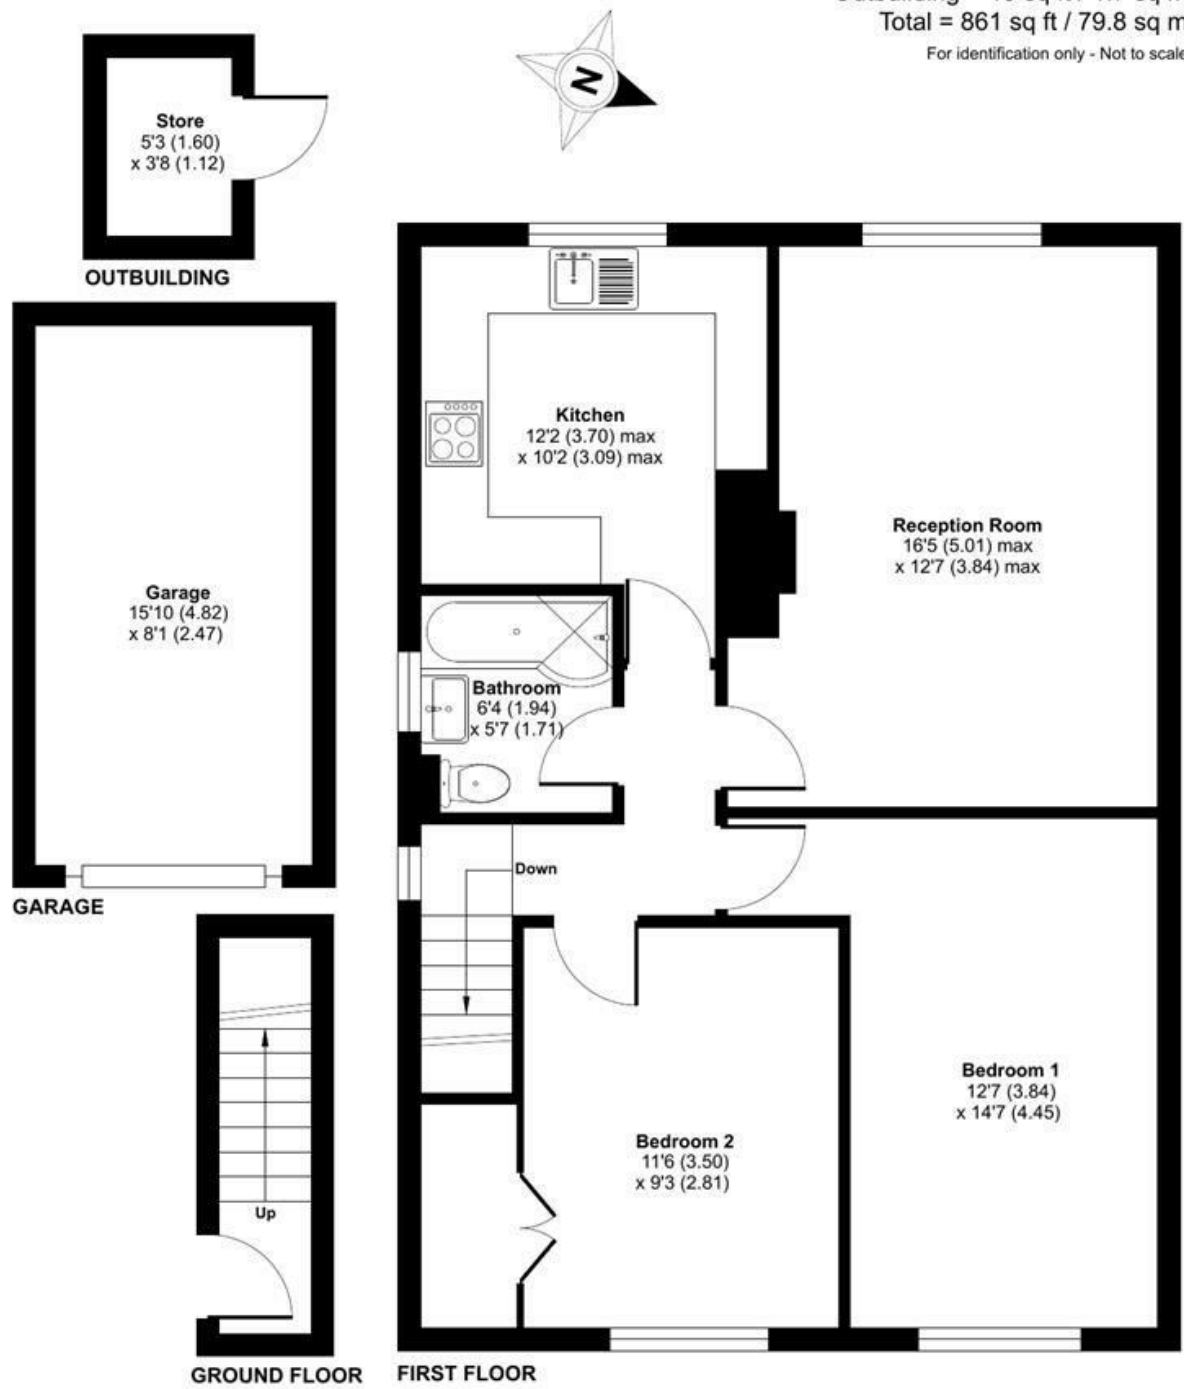 Total = 861 sq ft / 79.8 sq m
For identification only - Not to scale
N
Store
5'3 (1.60)
x 3'8 (1.12)
OUTBUILDING
Kitchen
12'2 (3.70) max
x 10'2 (3.09) max
Reception Room
16'5 (5.01) max
x 12'7 (3.84) max
Garage
15'10 (4.82)
x 8'1 (2.47)
GARAGE
Bathroom
6'4 (1.94)
x 5'7 (1.71)
Down
Bedroom 1
12'7 (3.84)
x 14'7 (4.45)
Bedroom 2
11'6 (3.50)
x 9'3 (2.81)
Up
GROUND FLOOR
FIRST FLOOR